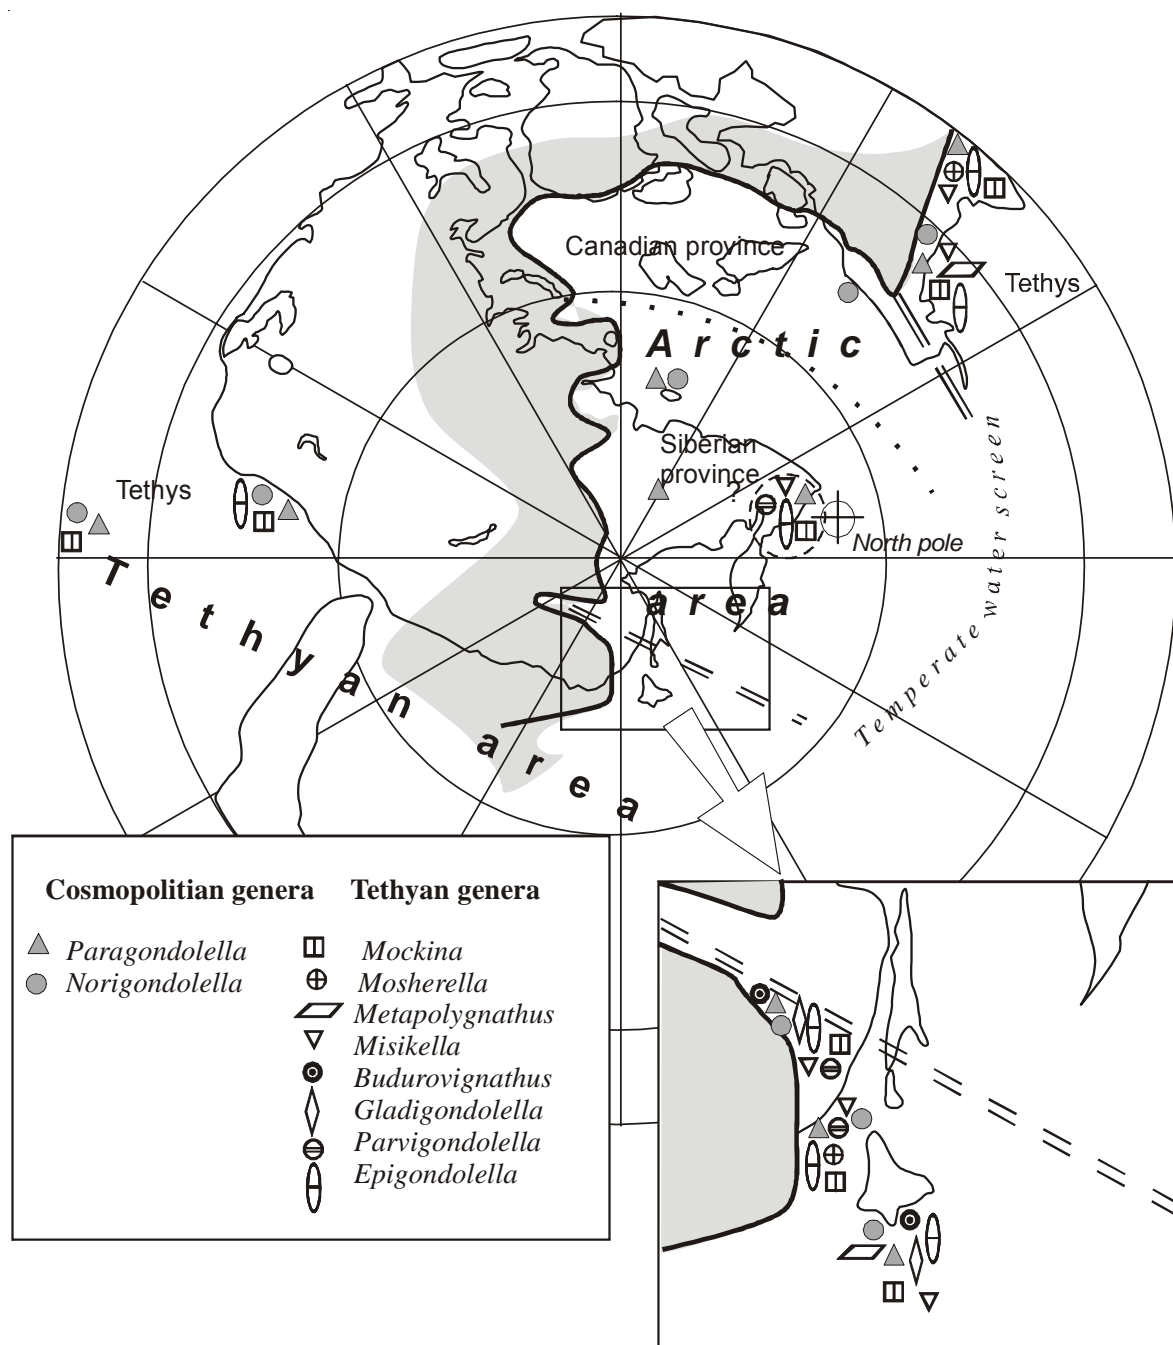 Canadian province
Arctic
Tethys
Siberian
province
?
Tethys
North pole
Temperate water screen
area
Tethyan area
Cosmopolitian genera
Paragondolella
Norigondolella
Tethyan genera
Mockina
Mosherella
Metapolygnathus
Misikella
Budurovignathus
Gladigondolella
Parvigondolella
Epigondolella